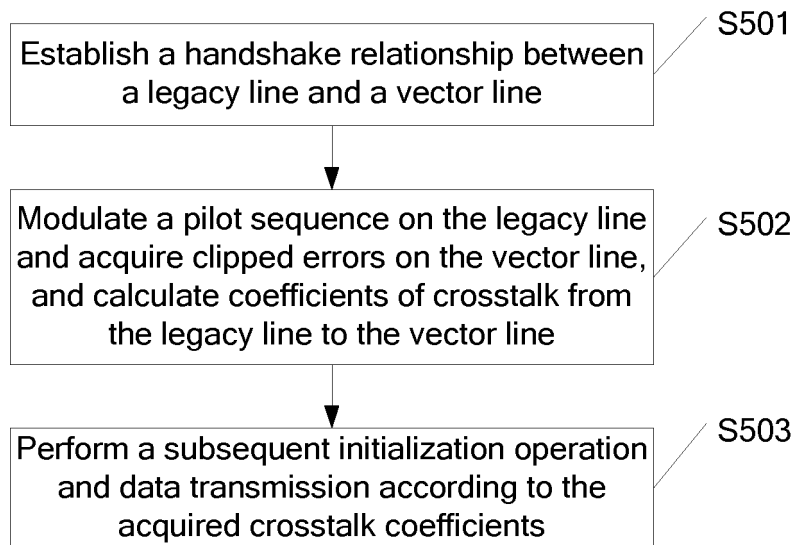 S501
Establish a handshake relationship between
a legacy line and a vector line
S502
Modulate a pilot sequence on the legacy line
and acquire clipped errors on the vector line,
and calculate coefficients of crosstalk from
the legacy line to the vector line
S503
Perform a subsequent initialization operation
and data transmission according to the
acquired crosstalk coefficients